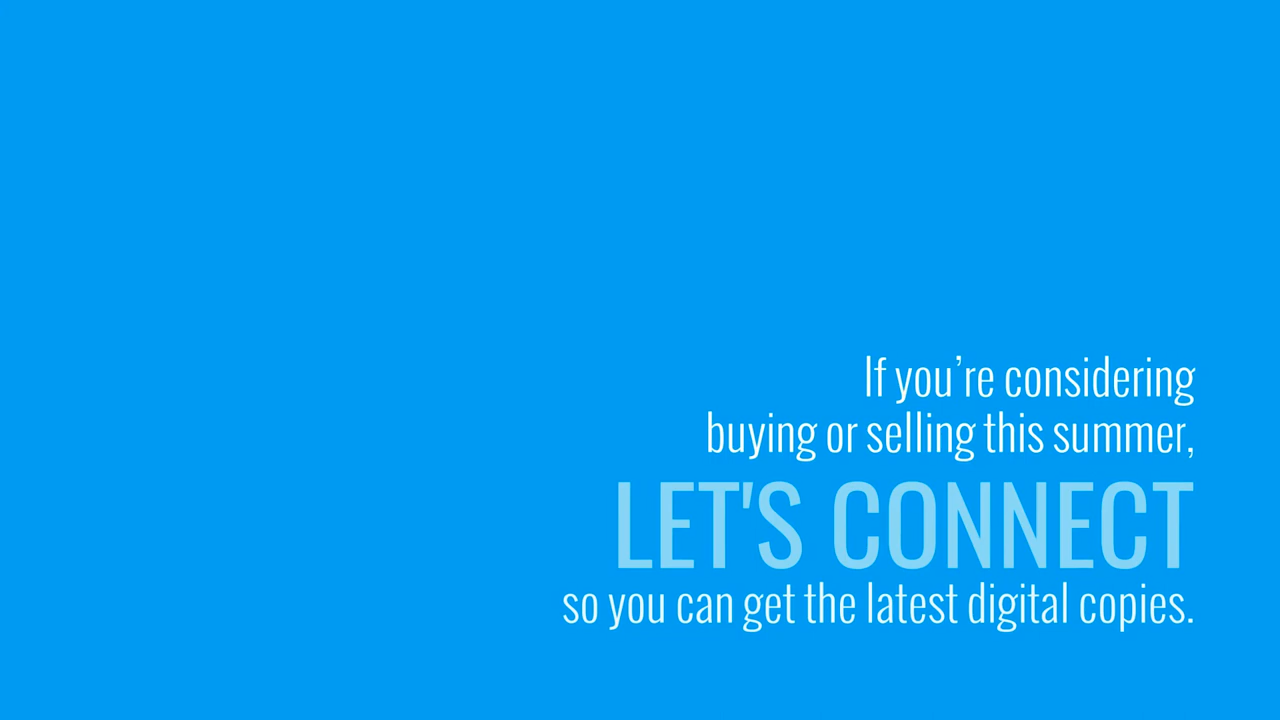 If you’re considering
buying or selling this summer,
LET'S CONNECT
so you can get the latest digital copies.